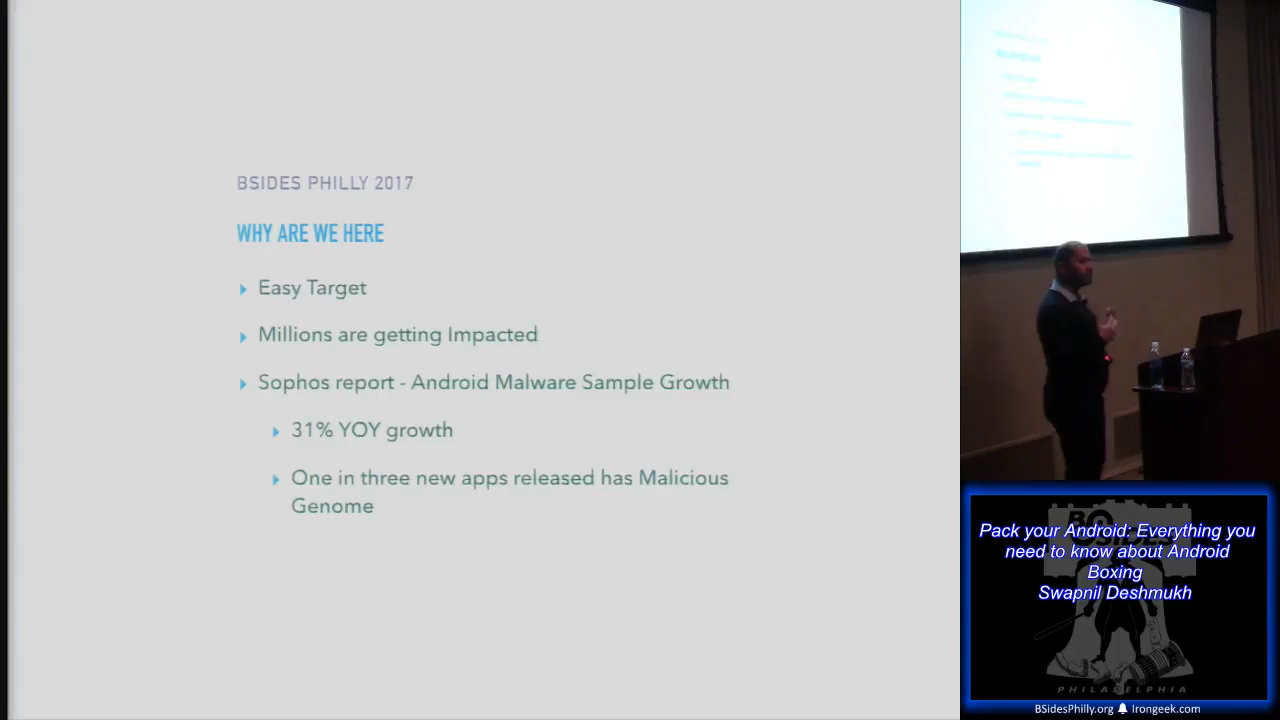 BSIDES PHILLY 2017
WHY ARE WE HERE
Easy Target
Millions are getting Impacted
Sophos report - Android Malware Sample Growth
31% YOY growth
One in three new apps released has Malicious
Genome
Pack your Android: Everything you
need to know about Android
Boxing
Swapnil Deshmukh
BSIDES
PHILADELPHIA
BSidesPhilly.org Irongeek.com